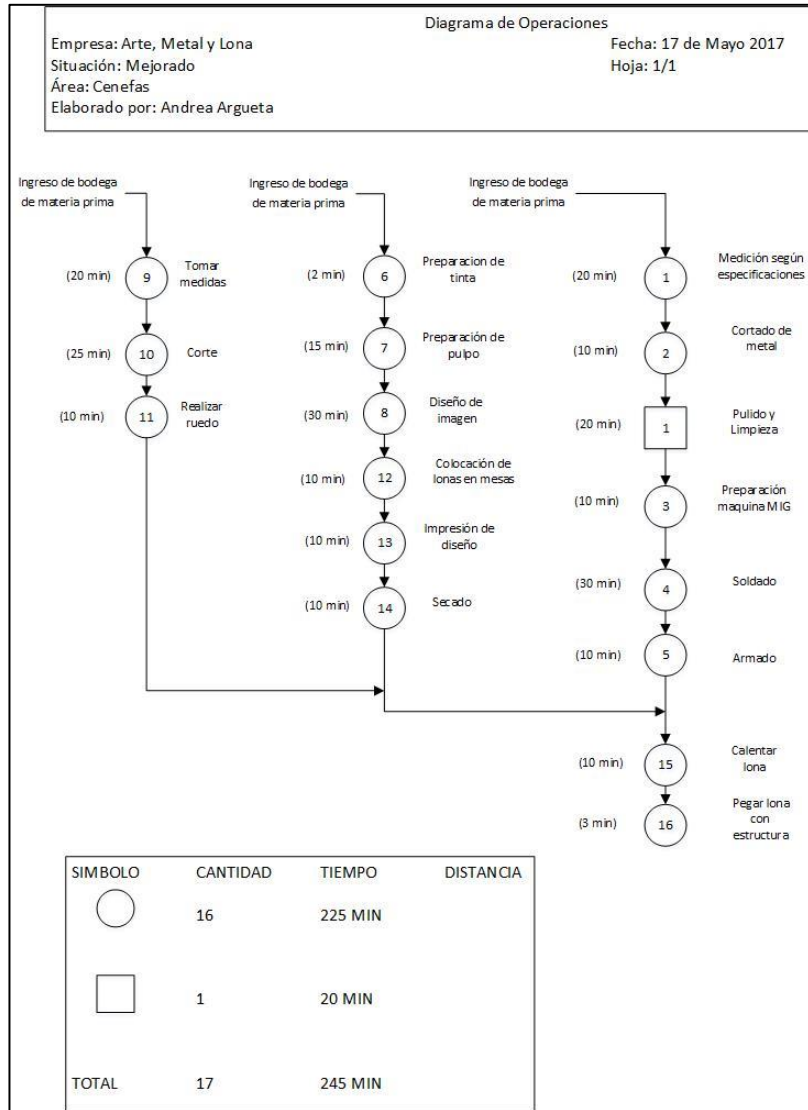 Diagrama de Operaciones
Empresa: Arte, Metal y Lona
Fecha: 17 de Mayo 2017
Situación: Mejorado
Hoja: 1/1
Área: Cenefas
Elaborado por: Andrea Argueta
Ingreso de bodega
de materia prima
(20 min)
9
Tomar
medidas
(25 min)
10
Corte
(10 min)
11
Realizar
ruedo
Ingreso de bodega
de materia prima
(2 min)
6
Preparacion de
tinta
(15 min)
7
Preparación de
pulpo
(30 min)
8
Diseño de
imagen
(10 min)
12
Colocación de
lonas en mesas
(10 min)
13
Impresión de
diseño
(10 min)
14
Secado
Ingreso de bodega
de materia prima
(20 min)
1
Medición según
especificaciones
(10 min)
2
Cortado de
metal
(20 min)
1
Pulido y
Limpieza
(10 min)
3
Preparación
maquina MIG
(30 min)
4
Soldado
(10 min)
5
Armado
(10 min)
15
Calentar
lona
(3 min)
16
Pegar lona
con
estructura
SIMBOLO CANTIDAD TIEMPO DISTANCIA
16 225 MIN
1 20 MIN
TOTAL 17 245 MIN